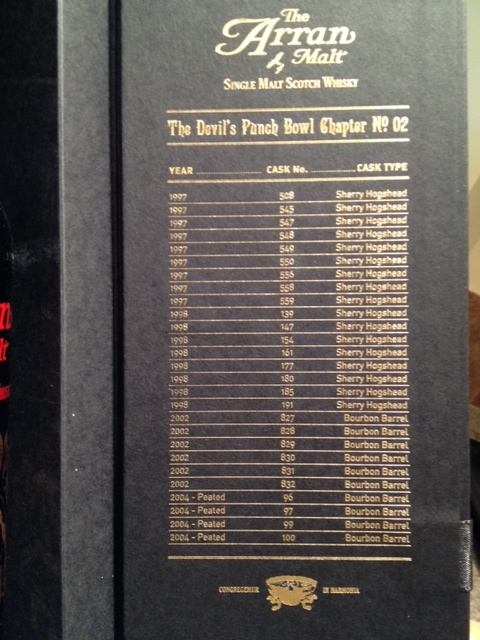 The
Arran
Malt
SINGLE MALT SCOTCH WHISKY
The Devil's Punch Bowl Chapter № 02
YEAR ........................ CASK No. ................ CASK TYPE
1997 508 Sherry Hogshead
1997 545 Sherry Hogshead
1997 547 Sherry Hogshead
1997 548 Sherry Hogshead
1997 549 Sherry Hogshead
1997 550 Sherry Hogshead
1997 555 Sherry Hogshead
1997 558 Sherry Hogshead
1997 559 Sherry Hogshead
1998 139 Sherry Hogshead
1998 147 Sherry Hogshead
1998 154 Sherry Hogshead
1998 161 Sherry Hogshead
1998 177 Sherry Hogshead
1998 180 Sherry Hogshead
1998 185 Sherry Hogshead
1998 191 Sherry Hogshead
2002 827 Bourbon Barrel
2002 828 Bourbon Barrel
2002 829 Bourbon Barrel
2002 830 Bourbon Barrel
2002 831 Bourbon Barrel
2002 832 Bourbon Barrel
2004 - Peated 96 Bourbon Barrel
2004 - Peated 97 Bourbon Barrel
2004 - Peated 99 Bourbon Barrel
2004 - Peated 100 Bourbon Barrel
CONGREGEMUR IN HARMONIA